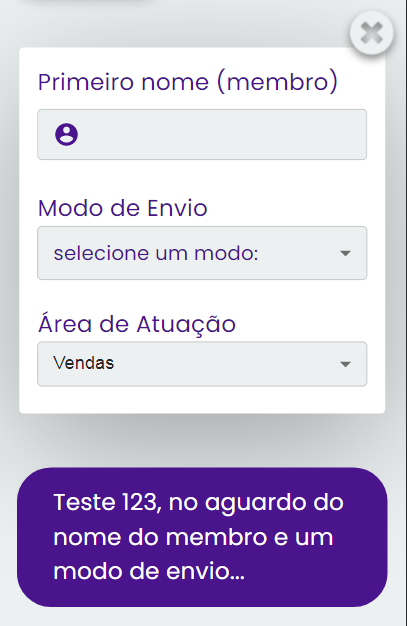 Primeiro nome (membro)
Modo de Envio
selecione um modo:
Área de Atuação
Vendas
Teste 123, no aguardo do
nome do membro e um
modo de envio...